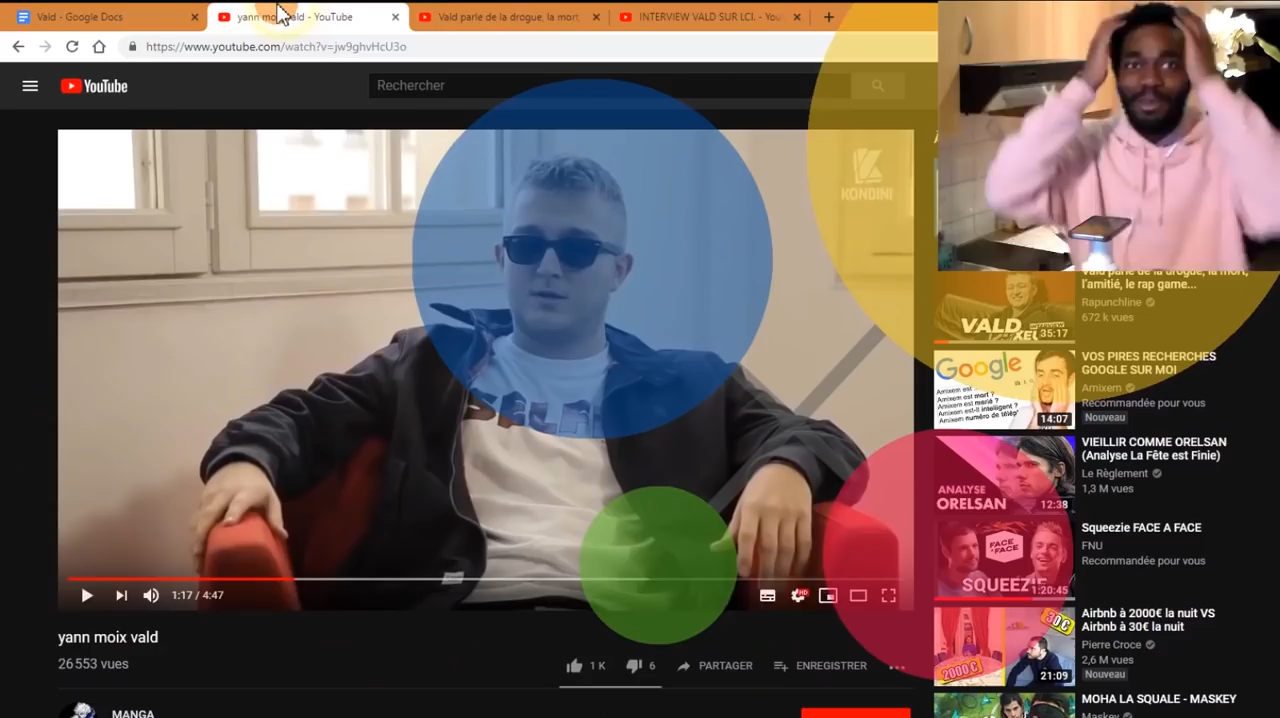 Vald - Google Docs
yann moix vald - YouTube
Vald parle de la drogue, la mort,
INTERVIEW VALD SUR LCI. - You
https://www.youtube.com/watch?v=jw9ghvHcU3o
YouTube
Rechercher
KONBINI
Vald parle de la drogue, la mort,
l'amitié, le rap game...
Rapunchline
672 k vues
VALD
35:17
VOS PIRES RECHERCHES
GOOGLE SUR MOI
Amixem
Recommandée pour vous
Nouveau
Google
Amixem est
Amixem est mort ?
Amixem est marié ?
Amixem est-il intelligent ?
Amixem numéro de télép
14:07
VIEILLIR COMME ORELSAN
(Analyse La Fête est Finie)
Le Règlement
1,3 M vues
ANALYSE
ORELSAN
12:38
Squeezie FACE A FACE
FNU
Recommandée pour vous
FACE
FACE
SQUEEZIE
1:20:45
Airbnb à 2000€ la nuit VS
Airbnb à 30€ la nuit
Pierre Croce
2,6 M vues
Nouveau
30€
2000€
21:09
MOHA LA SQUALE - MASKEY
Maskey
1:17 / 4:47
HD
yann moix vald
26 553 vues
1 K
6
PARTAGER
ENREGISTRER
MANGA